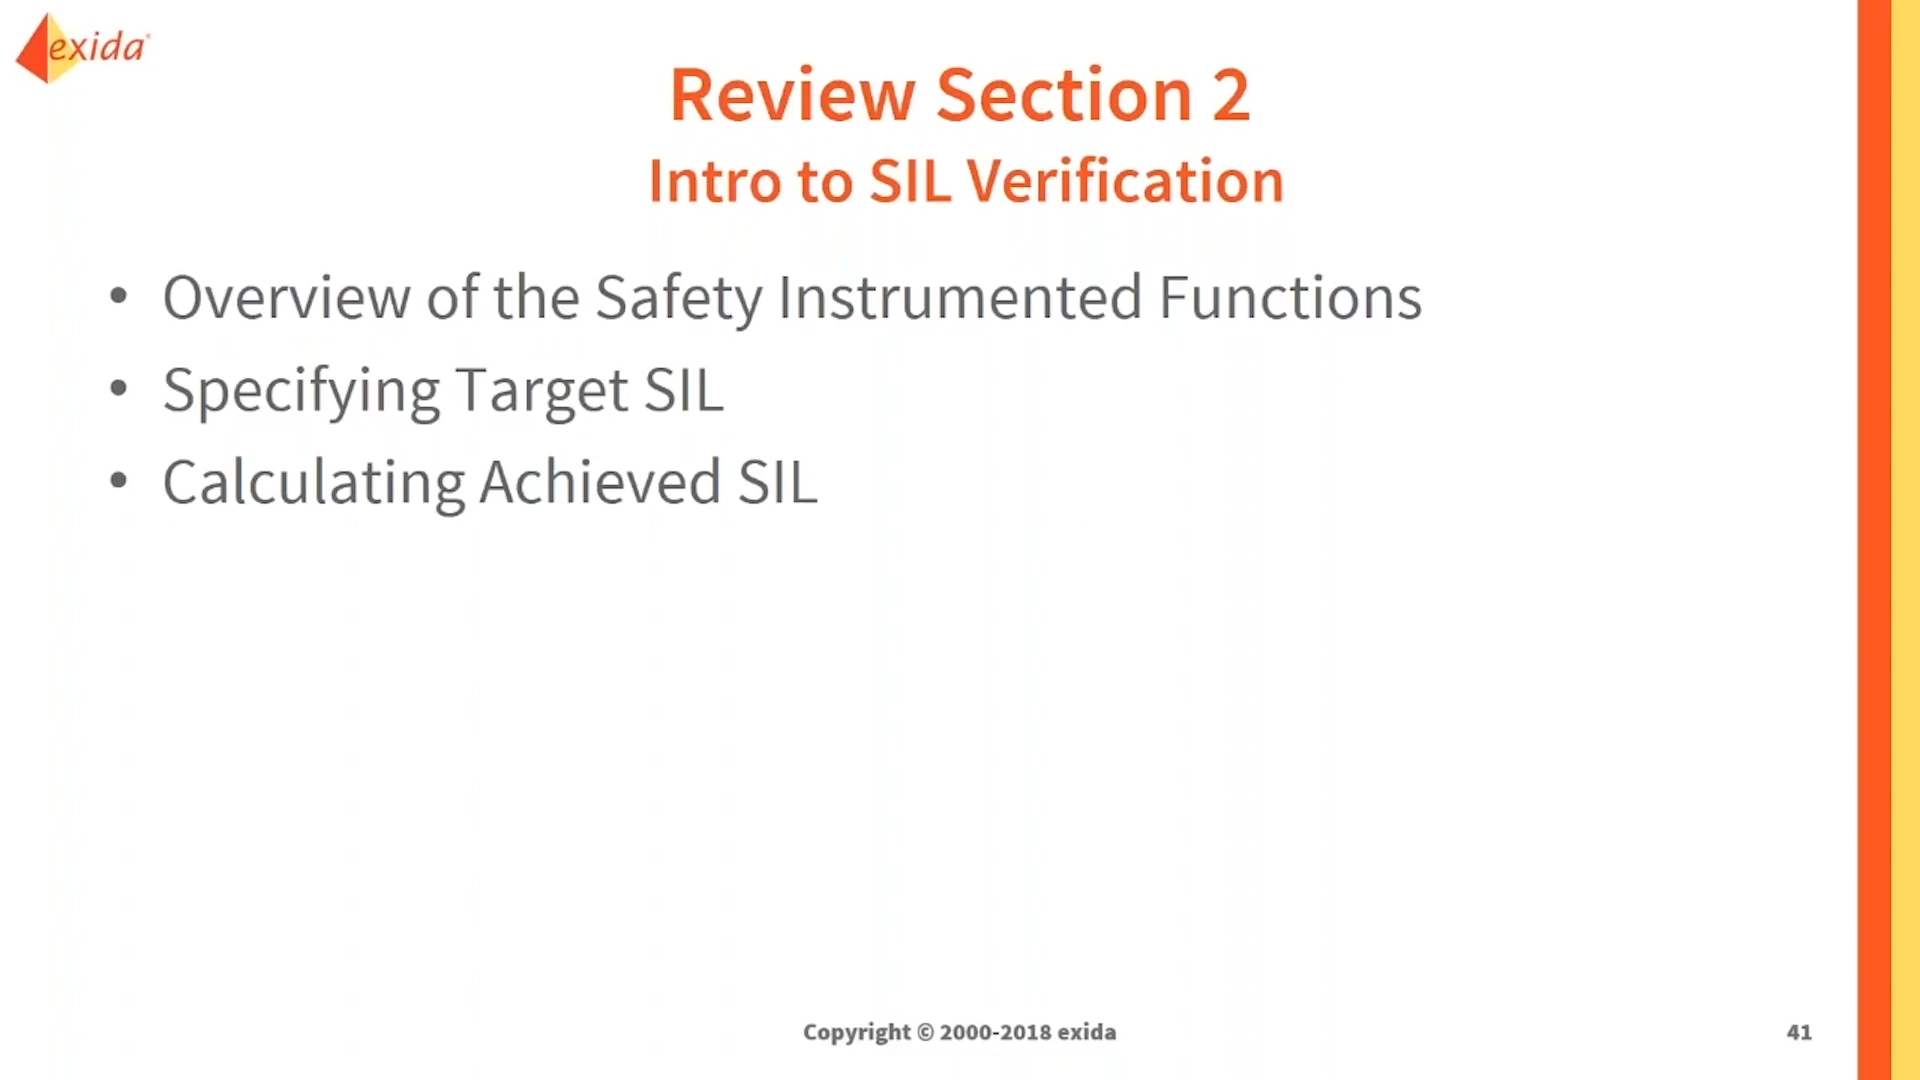 exida
Review Section 2
Intro to SIL Verification
• Overview of the Safety Instrumented Functions
• Specifying Target SIL
• Calculating Achieved SIL
Copyright © 2000-2018 exida
41